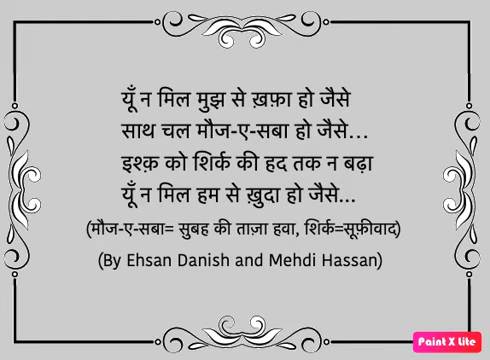 यूँ न मिल मुझ से ख़फ़ा हो जैसे
साथ चल मौज-ए-सबा हो जैसे...
इश्क़ को शिर्क की हद तक न बढ़ा
यूँ न मिल हम से ख़ुदा हो जैसे...
(मौज-ए-सबा= सुबह की ताज़ा हवा, शिर्क=सूफ़ीवाद)
(By Ehsan Danish and Mehdi Hassan)
Paint X Lite